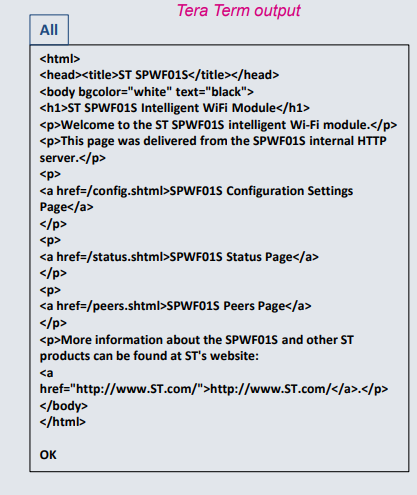 Tera Term output
All
<html>
<head><title>ST SPWF01S</title></head>
<body bgcolor="white" text="black">
<h1>ST SPWF01S Intelligent WiFi Module</h1>
<p>Welcome to the ST SPWF01S intelligent Wi-Fi module.</p>
<p>This page was delivered from the SPWF01S internal HTTP
server.</p>
<p>
<a href=/config.shtml>SPWF01S Configuration Settings
Page</a>
</p>
<p>
<a href=/status.shtml>SPWF01S Status Page</a>
</p>
<p>
<a href=/peers.shtml>SPWF01S Peers Page</a>
</p>
<p>More information about the SPWF01S and other ST
products can be found at ST's website:
<a
href="http://www.ST.com/">http://www.ST.com/</a>.</p>
</body>
</html>
OK